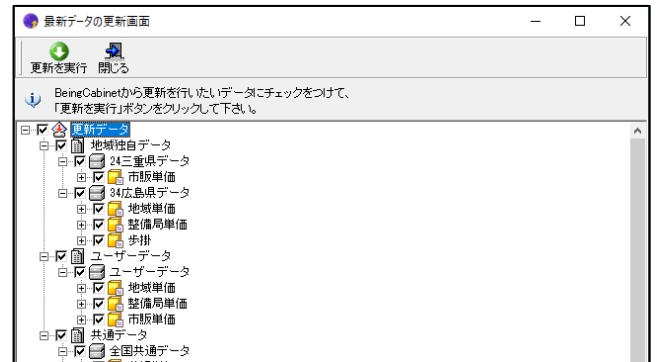 最新データの更新画面
更新を実行 閉じる
BeingCabinetから更新を行いたいデータにチェックをつけて、
「更新を実行」ボタンをクリックして下さい。
更新データ
地域独自データ
24三重県データ
市販単価
34広島県データ
地域単価
整備局単価
歩掛
ユーザーデータ
ユーザーデータ
地域単価
整備局単価
市販単価
共通データ
全国共通データ